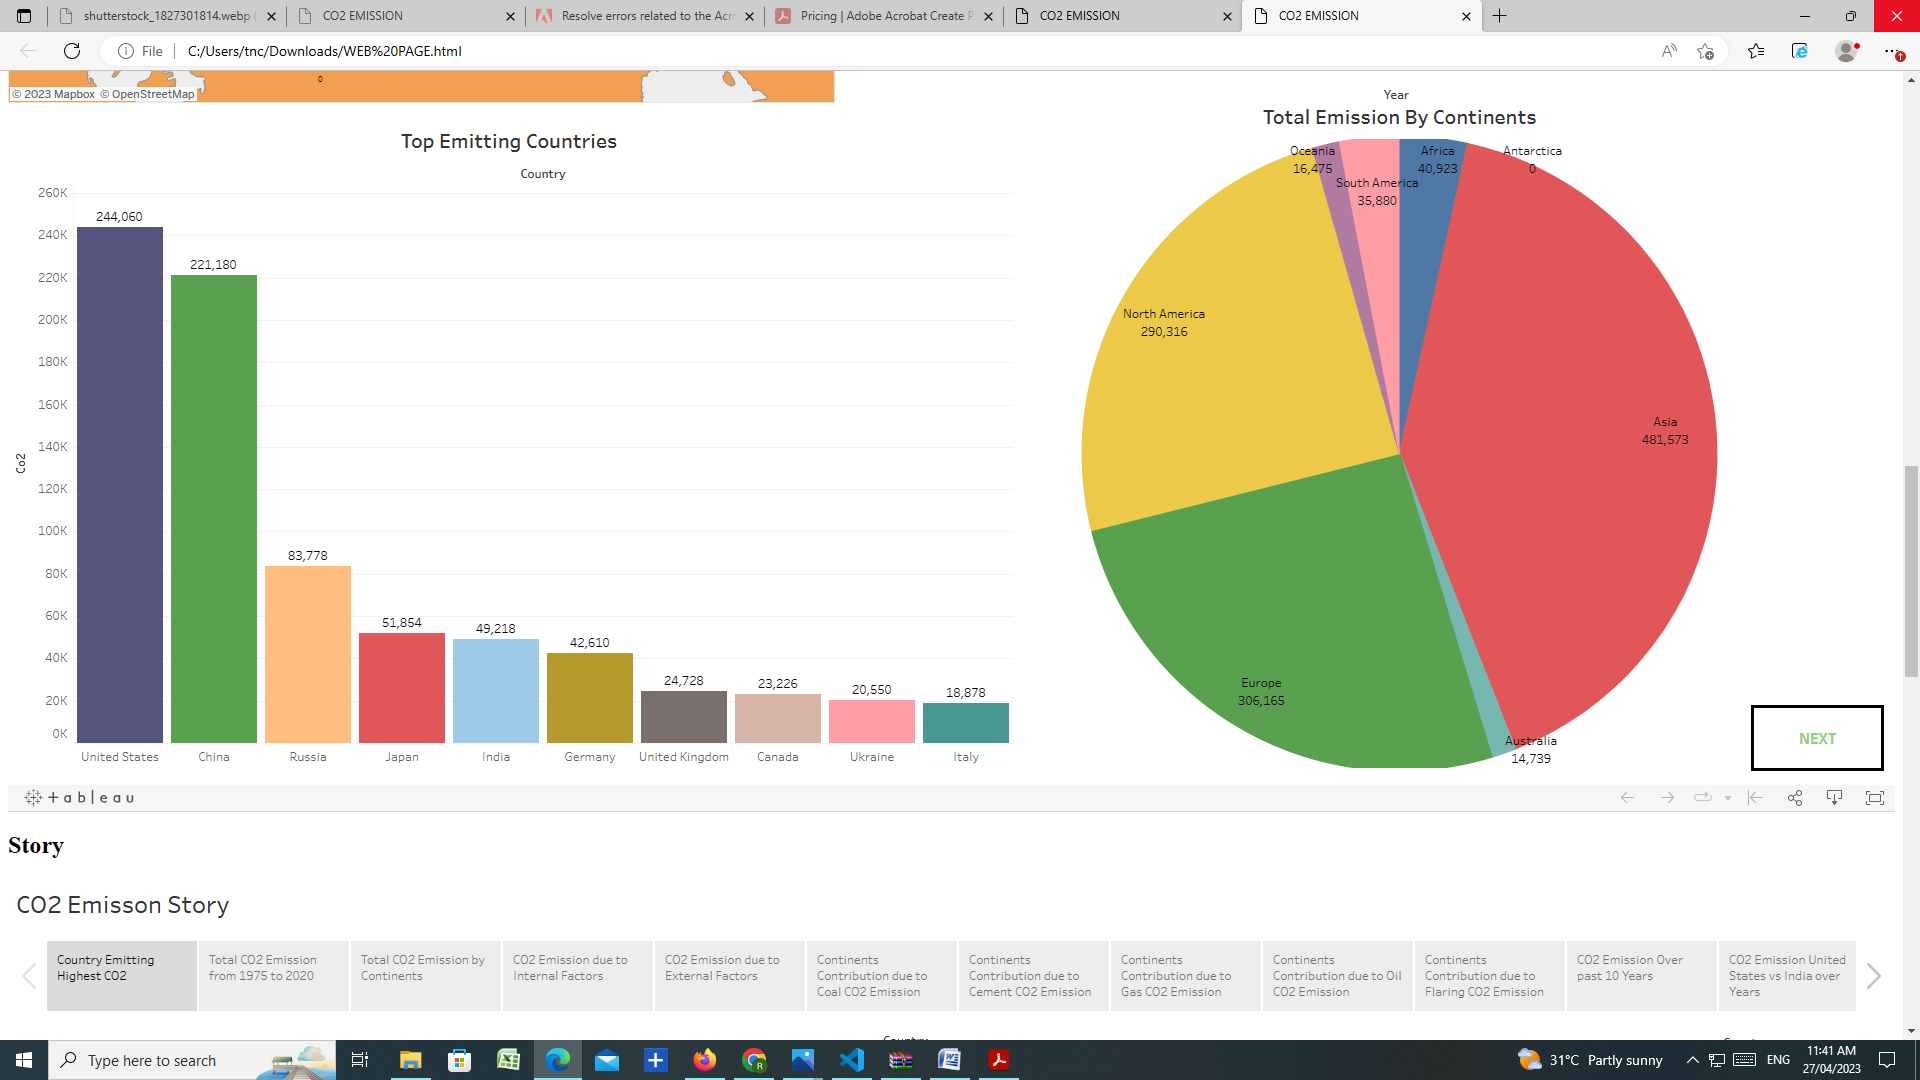 shutterstock_1827301814.webp (
CO2 EMISSION
Resolve errors related to the Acro
Pricing | Adobe Acrobat Create P
CO2 EMISSION
CO2 EMISSION
File
C:/Users/tnc/Downloads/WEB%20PAGE.html
0
© 2023 Mapbox © OpenStreetMap
Top Emitting Countries
Country
260K
240K
220K
200K
180K
160K
140K
120K
100K
80K
60K
40K
20K
0K
Co2
244,060
221,180
83,778
51,854
49,218
42,610
24,728
23,226
20,550
18,878
United States
China
Russia
Japan
India
Germany
United Kingdom
Canada
Ukraine
Italy
Year
Total Emission By Continents
Oceania
16,475
Africa
40,923
Antarctica
0
South America
35,880
North America
290,316
Asia
481,573
Europe
306,165
Australia
14,739
NEXT
+ a b | e a u
Story
CO2 Emisson Story
Country Emitting
Highest CO2
Total CO2 Emission
from 1975 to 2020
Total CO2 Emission by
Continents
CO2 Emission due to
Internal Factors
CO2 Emission due to
External Factors
Continents
Contribution due to
Coal CO2 Emission
Continents
Contribution due to
Cement CO2 Emission
Continents
Contribution due to
Gas CO2 Emission
Continents
Contribution due to Oil
CO2 Emission
Continents
Contribution due to
Flaring CO2 Emission
CO2 Emission Over
past 10 Years
CO2 Emission United
States vs India over
Years
Type here to search
31°C Partly sunny
ENG
11:41 AM
27/04/2023